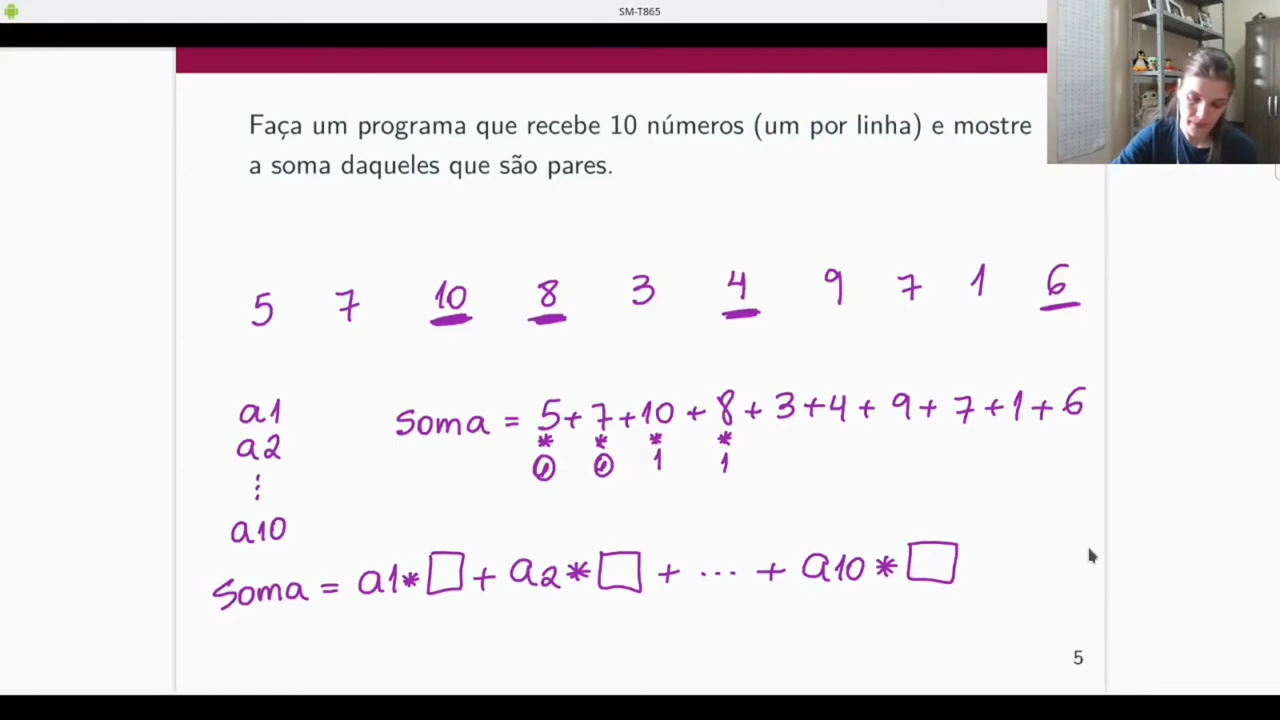 SM-T865
Faça um programa que recebe 10 números (um por linha) e mostre
a soma daqueles que são pares.
5 7 10 8 3 4 9 7 1 6
a1
a2
⋮
a10
soma = 5+7+10+8+3+4+9+7+1+6
* * * *
0 0 1 1
soma = a1*□ + a2*□ + ... + a10*□
5